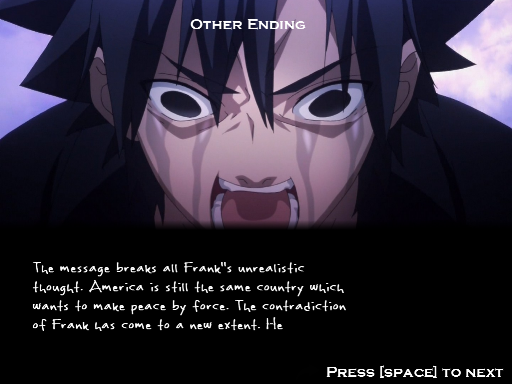 Other Ending
The message breaks all Frank"s unrealistic
thought. America is still the same country which
wants to make peace by force. The contradiction
of Frank has come to a new extent. He
Press [space] to next